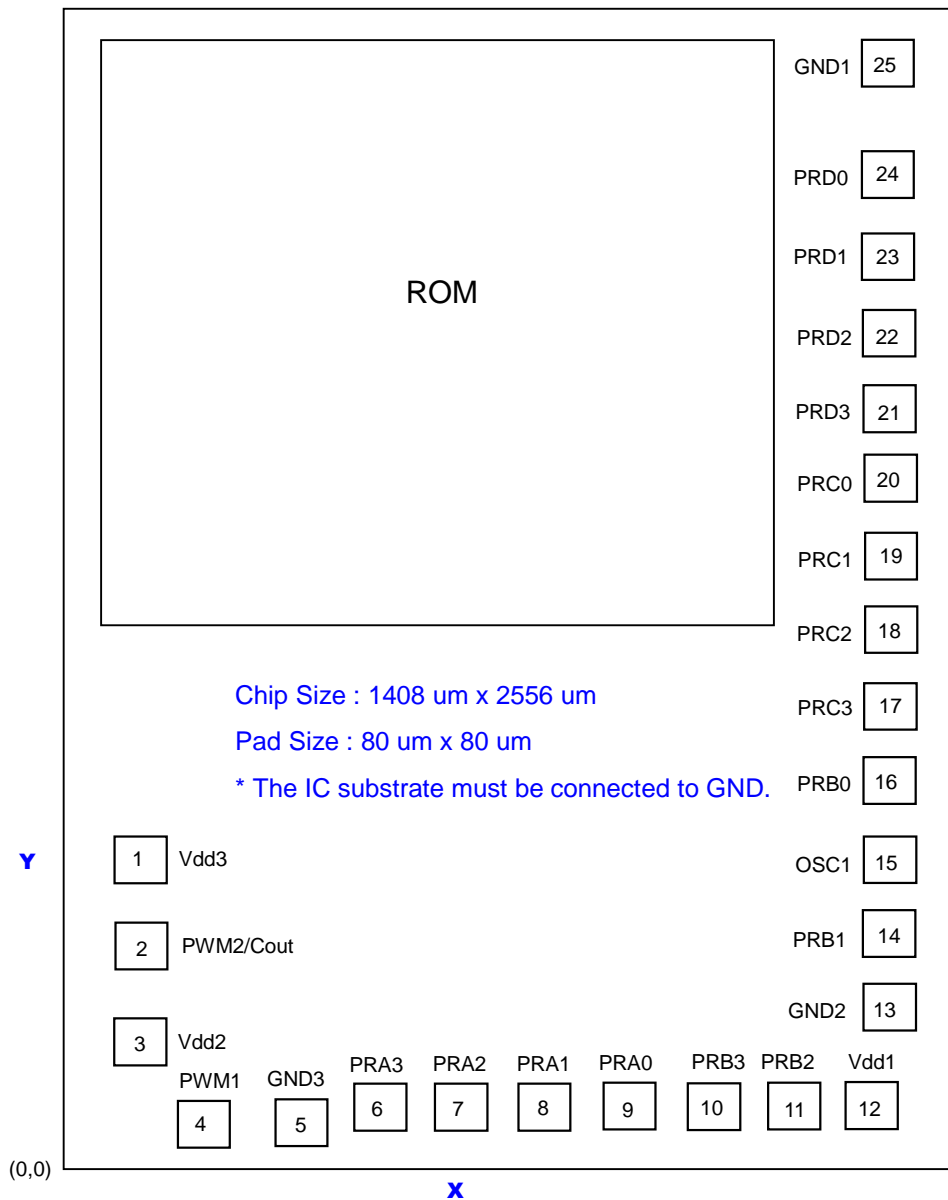 GND1 25
PRD0 24
PRD1 23
ROM
PRD2 22
PRD3 21
PRC0 20
PRC1 19
PRC2 18
Chip Size : 1408 um x 2556 um
PRC3 17
Pad Size : 80 um x 80 um
* The IC substrate must be connected to GND.
PRB0 16
Y
1 Vdd3
OSC1 15
2 PWM2/Cout
PRB1 14
GND2 13
3 Vdd2
PWM1 GND3 PRA3 PRA2 PRA1 PRA0 PRB3 PRB2 Vdd1
4 5 6 7 8 9 10 11 12
(0,0)
X